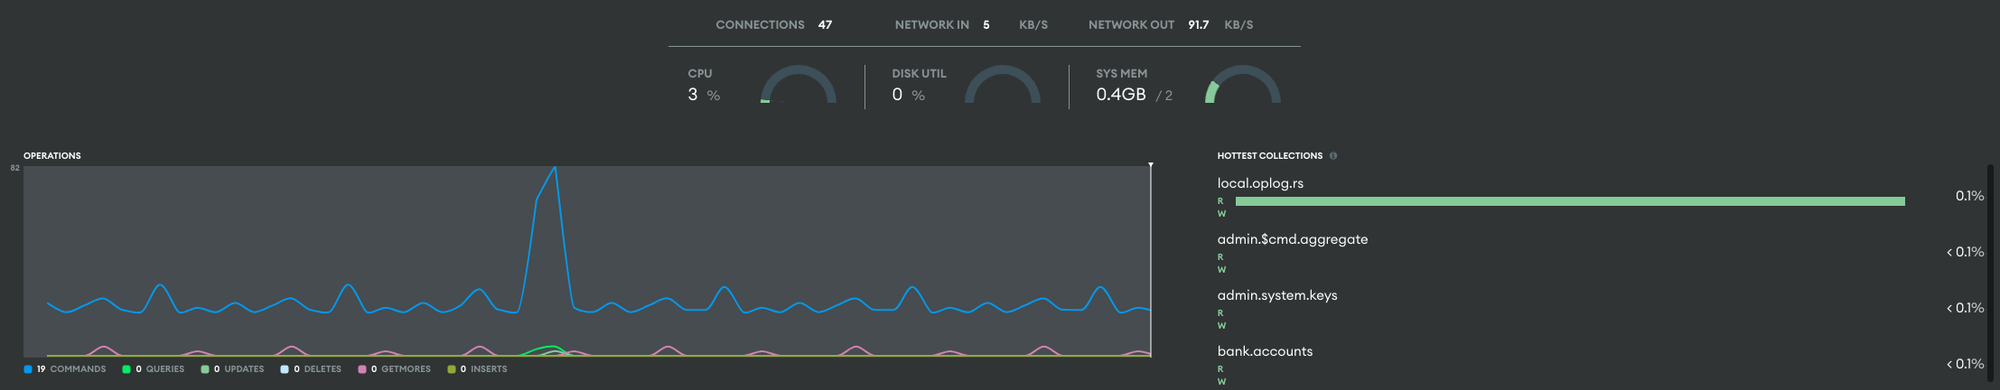 CONNECTIONS 47 NETWORK IN 5 KB/S NETWORK OUT 91.7 KB/S
CPU DISK UTIL SYS MEM
3 % 0 % 0.4GB / 2
OPERATIONS
82
19 COMMANDS 0 QUERIES 0 UPDATES 0 DELETES 0 GETMORES 0 INSERTS
HOTTEST COLLECTIONS
local.oplog.rs
R
0.1%
W
admin.$cmd.aggregate
R
< 0.1%
W
admin.system.keys
R
< 0.1%
W
bank.accounts
R
< 0.1%
W